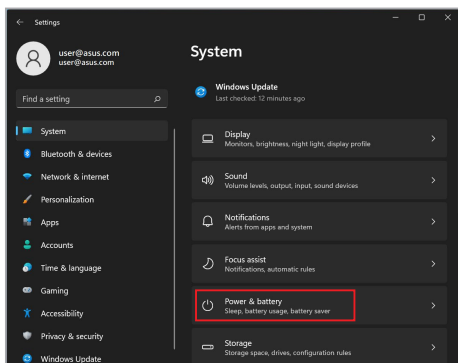 Settings
user@asus.com
user@asus.com
Find a setting
System
Bluetooth & devices
Network & internet
Personalization
Apps
Accounts
Time & language
Gaming
Accessibility
Privacy & security
Windows Update
System
Windows Update
Last checked: 12 minutes ago
Display
Monitors, brightness, night light, display profile
Sound
Volume levels, output, input, sound devices
Notifications
Alerts from apps and system
Focus assist
Notifications, automatic rules
Power & battery
Sleep, battery usage, battery saver
Storage
Storage space, drives, configuration rules